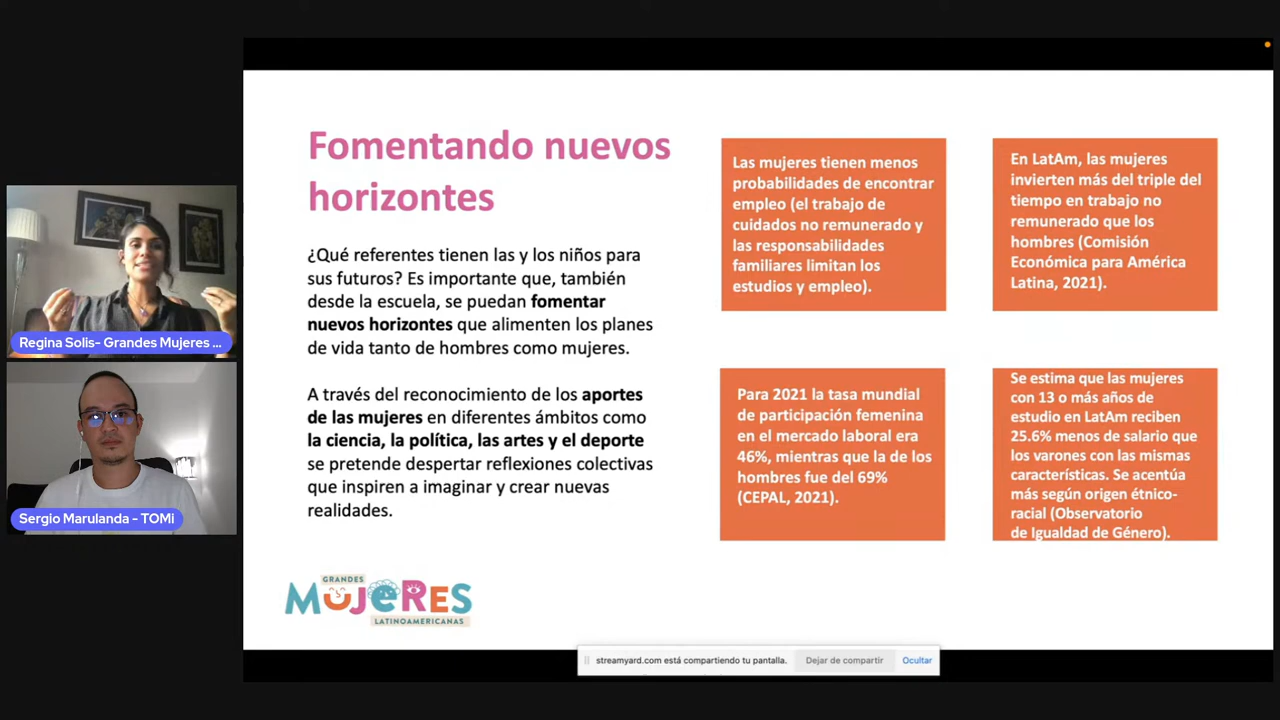 Fomentando nuevos
horizontes
¿Qué referentes tienen las y los niños para
sus futuros? Es importante que, también
desde la escuela, se puedan fomentar
nuevos horizontes que alimenten los planes
de vida tanto de hombres como mujeres.
A través del reconocimiento de los aportes
de las mujeres en diferentes ámbitos como
la ciencia, la política, las artes y el deporte
se pretende despertar reflexiones colectivas
que inspiren a imaginar y crear nuevas
realidades.
Las mujeres tienen menos
probabilidades de encontrar
empleo (el trabajo de
cuidados no remunerado y
las responsabilidades
familiares limitan los
estudios y empleo).
En LatAm, las mujeres
invierten más del triple del
tiempo en trabajo no
remunerado que los
hombres (Comisión
Económica para América
Latina, 2021).
Para 2021 la tasa mundial
de participación femenina
en el mercado laboral era
46%, mientras que la de los
hombres fue del 69%
(CEPAL, 2021).
Se estima que las mujeres
con 13 o más años de
estudio en LatAm reciben
25.6% menos de salario que
los varones con las mismas
características. Se acentúa
más según origen étnico-
racial (Observatorio
de Igualdad de Género).
GRANDES
MUJERES
LATINOAMERICANAS
Regina Solis- Grandes Mujeres ...
Sergio Marulanda - TOMi
streamyard.com está compartiendo tu pantalla.
Dejar de compartir
Ocultar